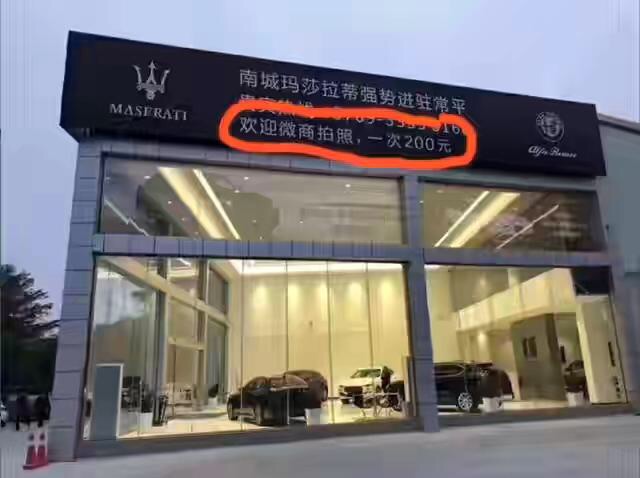 南城玛莎拉蒂强势进驻常平
MASERATI
欢迎微商拍照，一次200元
Alfa Romeo